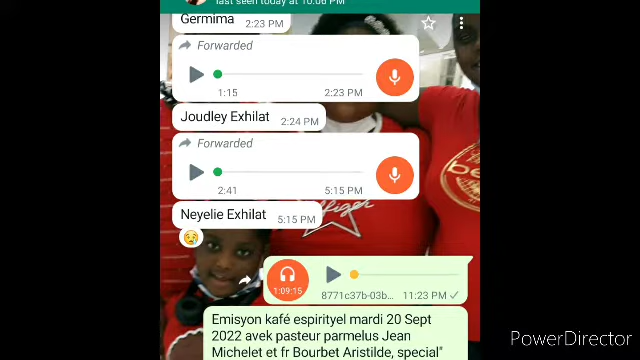 last seen today at 10:06 PM
Germima
2:23 PM
Forwarded
1:15
2:23 PM
Joudley Exhilat
2:24 PM
Forwarded
2:41
5:15 PM
Neyelie Exhilat
5:15 PM
1:09:15
8771c37b-03b...
11:23 PM
Emisyon kafé espirityel mardi 20 Sept
2022 avek pasteur parmelus Jean
Michelet et fr Bourbet Aristilde, special"
PowerDirector